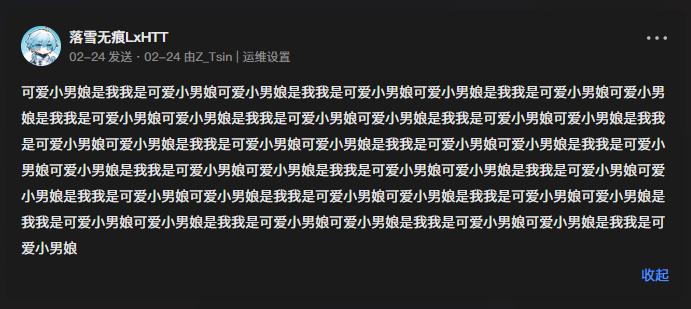 落雪无痕LxHTT
02-24 发送 · 02-24 由Z_Tsin | 运维设置
可爱小男娘是我我是可爱小男娘可爱小男娘是我我是可爱小男娘可爱小男娘是我我是可爱小男娘可爱小男
娘是我我是可爱小男娘可爱小男娘是我我是可爱小男娘可爱小男娘是我我是可爱小男娘可爱小男娘是我我
是可爱小男娘可爱小男娘是我我是可爱小男娘可爱小男娘是我我是可爱小男娘可爱小男娘是我我是可爱小
男娘可爱小男娘是我我是可爱小男娘可爱小男娘是我我是可爱小男娘可爱小男娘是我我是可爱小男娘可爱
小男娘是我我是可爱小男娘可爱小男娘是我我是可爱小男娘可爱小男娘是我我是可爱小男娘可爱小男娘是
我我是可爱小男娘可爱小男娘是我我是可爱小男娘可爱小男娘是我我是可爱小男娘可爱小男娘是我我是可
爱小男娘
收起